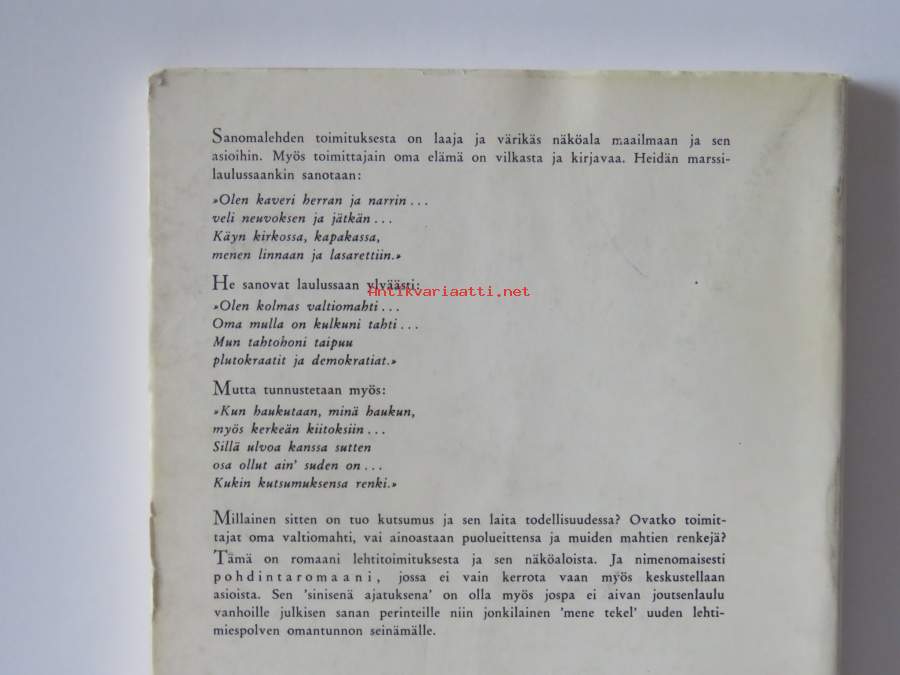 Sanomalehden toimituksesta on laaja ja värikäs näköala maailmaan ja sen
asioihin. Myös toimittajain oma elämä on vilkasta ja kirjavaa. Heidän marssi-
laulussaankin sanotaan:
»Olen kaveri herran ja narrin...
veli neuvoksen ja jätkän...
Käyn kirkossa, kapakassa,
menen linnaan ja lasarettiin.»
He sanovat laulussaan ylväästi:
Antikvariaatti.net
»Olen kolmas valtiomahti...
Oma mulla on kulkuni tahti...
Mun tahtohoni taipuu
plutokraatit ja demokratiat.»
Mutta tunnustetaan myös:
»Kun haukutaan, minä haukun,
myös kerkeän kiitoksiin...
Sillä ulvoa kanssa sutten
osa ollut ain' suden on...
Kukin kutsumuksensa renki.»
Millainen sitten on tuo kutsumus ja sen laita todellisuudessa? Ovatko toimit-
tajat oma valtiomahti, vai ainoastaan puolueittensa ja muiden mahtien renkejä?
Tämä on romaani lehtitoimituksesta ja sen näköaloista. Ja nimenomaisesti
pohdintaromaani, jossa ei vain kerrota vaan myös keskustellaan
asioista. Sen 'sinisenä ajatuksena' on olla myös jospa ei aivan joutsenlaulu
vanhoille julkisen sanan perinteille niin jonkilainen 'mene tekel' uuden lehti-
miespolven omantunnon seinämälle.